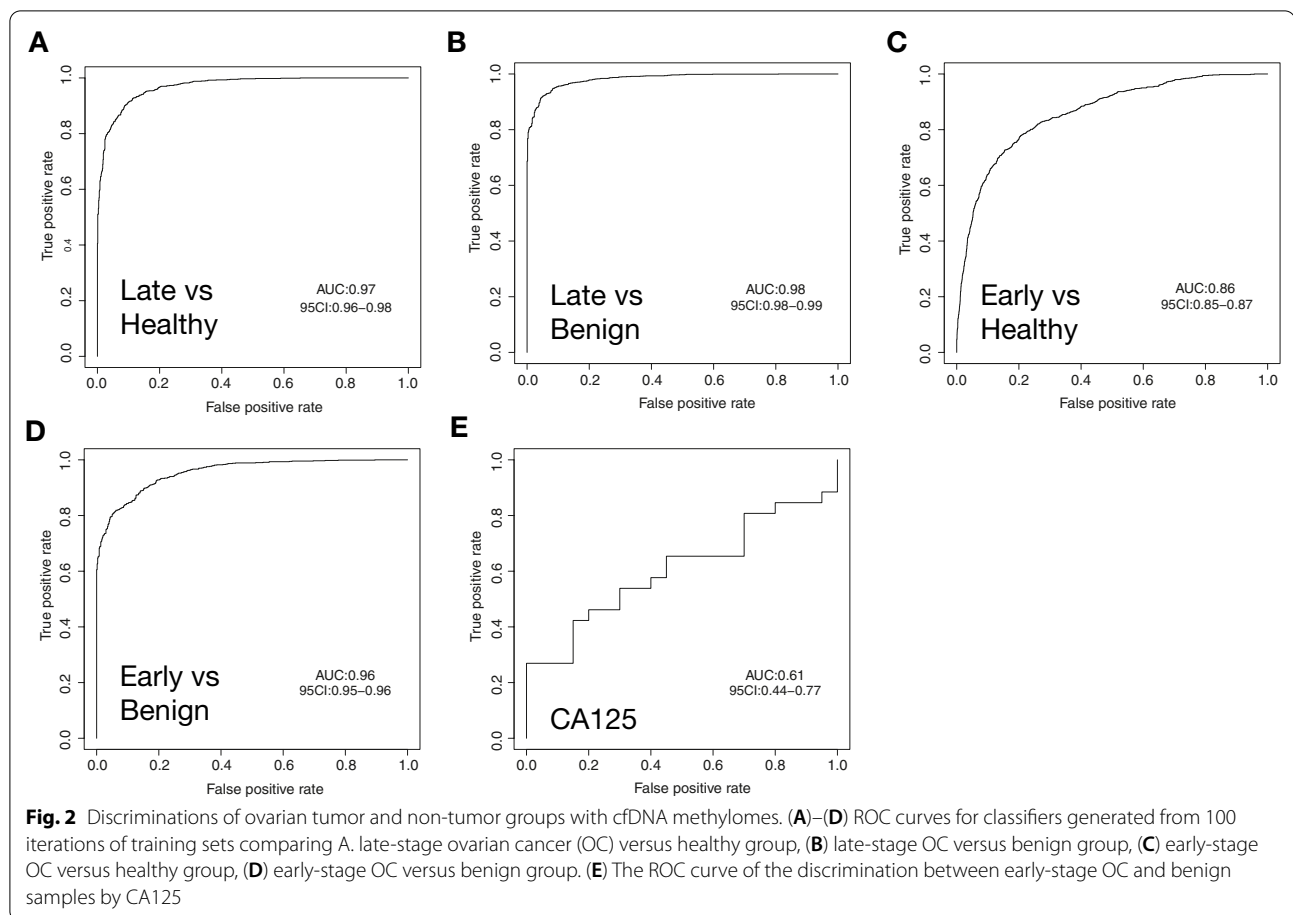 A
1.0
0.8
0.6
0.4
0.2
0.0
True positive rate
Late vs
Healthy
AUC:0.97
95CI:0.96–0.98
0.0 0.2 0.4 0.6 0.8 1.0
False positive rate
B
1.0
0.8
0.6
0.4
0.2
0.0
True positive rate
Late vs
Benign
AUC:0.98
95CI:0.98–0.99
0.0 0.2 0.4 0.6 0.8 1.0
False positive rate
C
1.0
0.8
0.6
0.4
0.2
0.0
True positive rate
Early vs
Healthy
AUC:0.86
95CI:0.85–0.87
0.0 0.2 0.4 0.6 0.8 1.0
False positive rate
D
1.0
0.8
0.6
0.4
0.2
0.0
True positive rate
Early vs
Benign
AUC:0.96
95CI:0.95–0.96
0.0 0.2 0.4 0.6 0.8 1.0
False positive rate
E
1.0
0.8
0.6
0.4
0.2
0.0
True positive rate
CA125
AUC:0.61
95CI:0.44–0.77
0.0 0.2 0.4 0.6 0.8 1.0
False positive rate
Fig. 2 Discriminations of ovarian tumor and non-tumor groups with cfDNA methylomes. (A)–(D) ROC curves for classifiers generated from 100
iterations of training sets comparing A. late-stage ovarian cancer (OC) versus healthy group, (B) late-stage OC versus benign group, (C) early-stage
OC versus healthy group, (D) early-stage OC versus benign group. (E) The ROC curve of the discrimination between early-stage OC and benign
samples by CA125